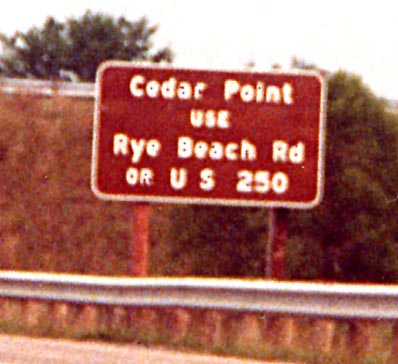 Cedar Point
USE
Rye Beach Rd
OR U S 250